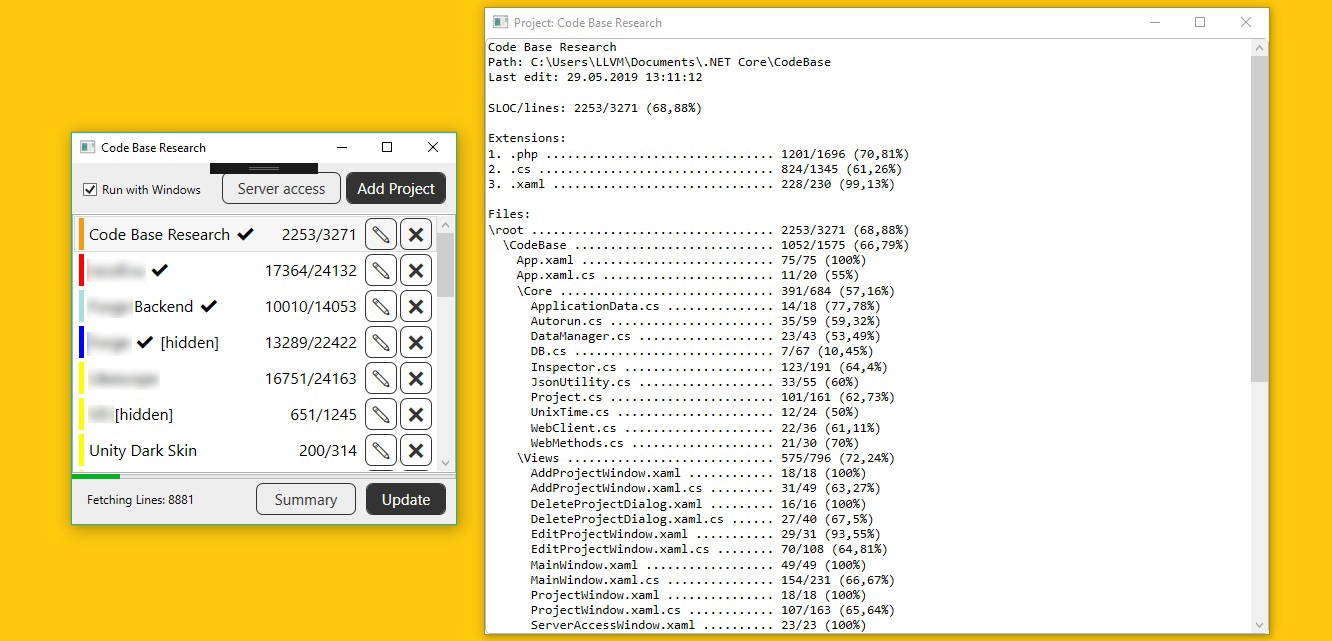 Code Base Research
Run with Windows
Server access
Add Project
Code Base Research ✔ 2253/3271
✔ 17364/24132
Backend ✔ 10010/14053
✔ [hidden] 13289/22422
16751/24163
[hidden] 651/1245
Unity Dark Skin 200/314
Fetching Lines: 8881
Summary
Update
Project: Code Base Research
Code Base Research
Path: C:\Users\LLVM\Documents\.NET Core\CodeBase
Last edit: 29.05.2019 13:11:12
SLOC/lines: 2253/3271 (68,88%)
Extensions:
1. .php ................................ 1201/1696 (70,81%)
2. .cs ................................. 824/1345 (61,26%)
3. .xaml ............................... 228/230 (99,13%)
Files:
\root .................................. 2253/3271 (68,88%)
\CodeBase ............................ 1052/1575 (66,79%)
App.xaml ........................... 75/75 (100%)
App.xaml.cs ........................ 11/20 (55%)
\Core .............................. 391/684 (57,16%)
ApplicationData.cs ............... 14/18 (77,78%)
Autorun.cs ....................... 35/59 (59,32%)
DataManager.cs ................... 23/43 (53,49%)
DB.cs ............................ 7/67 (10,45%)
Inspector.cs ..................... 123/191 (64,4%)
JsonUtility.cs ................... 33/55 (60%)
Project.cs ....................... 101/161 (62,73%)
UnixTime.cs ...................... 12/24 (50%)
WebClient.cs ..................... 22/36 (61,11%)
WebMethods.cs .................... 21/30 (70%)
\Views ............................. 575/796 (72,24%)
AddProjectWindow.xaml ............ 18/18 (100%)
AddProjectWindow.xaml.cs ......... 31/49 (63,27%)
DeleteProjectDialog.xaml ......... 16/16 (100%)
DeleteProjectDialog.xaml.cs ...... 27/40 (67,5%)
EditProjectWindow.xaml ........... 29/31 (93,55%)
EditProjectWindow.xaml.cs ........ 70/108 (64,81%)
MainWindow.xaml .................. 49/49 (100%)
MainWindow.xaml.cs ............... 154/231 (66,67%)
ProjectWindow.xaml ............... 18/18 (100%)
ProjectWindow.xaml.cs ............ 107/163 (65,64%)
ServerAccessWindow.xaml .......... 23/23 (100%)